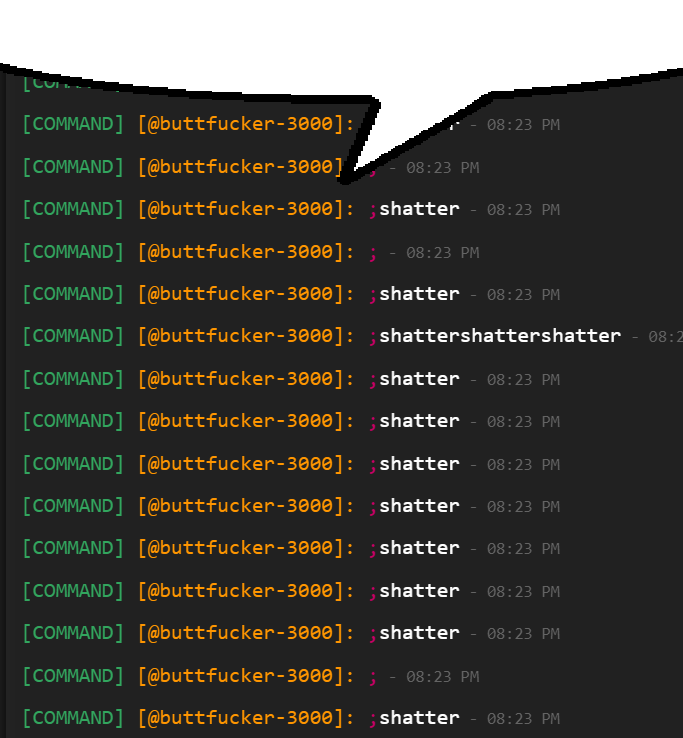 [COMMAND] [@buttfucker-3000]: - 08:23 PM
[COMMAND] [@buttfucker-3000] ; - 08:23 PM
[COMMAND] [@buttfucker-3000]: ;shatter - 08:23 PM
[COMMAND] [@buttfucker-3000]: ; - 08:23 PM
[COMMAND] [@buttfucker-3000]: ;shatter - 08:23 PM
[COMMAND] [@buttfucker-3000]: ;shattershattershatter - 08:2
[COMMAND] [@buttfucker-3000]: ;shatter - 08:23 PM
[COMMAND] [@buttfucker-3000]: ;shatter - 08:23 PM
[COMMAND] [@buttfucker-3000]: ;shatter - 08:23 PM
[COMMAND] [@buttfucker-3000]: ;shatter - 08:23 PM
[COMMAND] [@buttfucker-3000]: ;shatter - 08:23 PM
[COMMAND] [@buttfucker-3000]: ;shatter - 08:23 PM
[COMMAND] [@buttfucker-3000]: ;shatter - 08:23 PM
[COMMAND] [@buttfucker-3000]: ; - 08:23 PM
[COMMAND] [@buttfucker-3000]: ;shatter - 08:23 PM